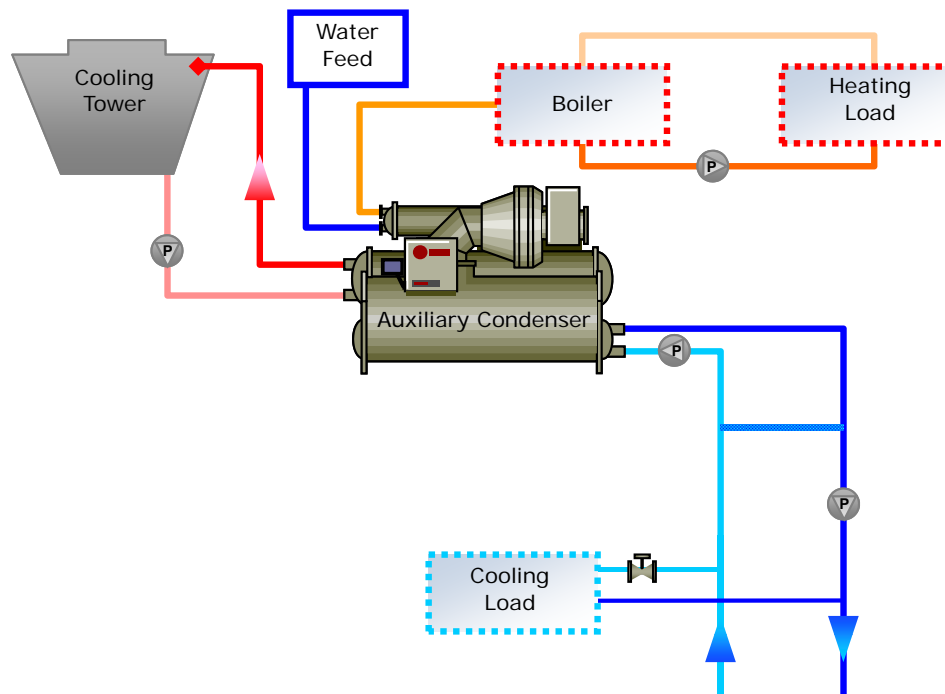 Water
Feed
Cooling
Tower
Boiler
Heating
Load
P
P
Auxiliary Condenser
P
P
Cooling
Load